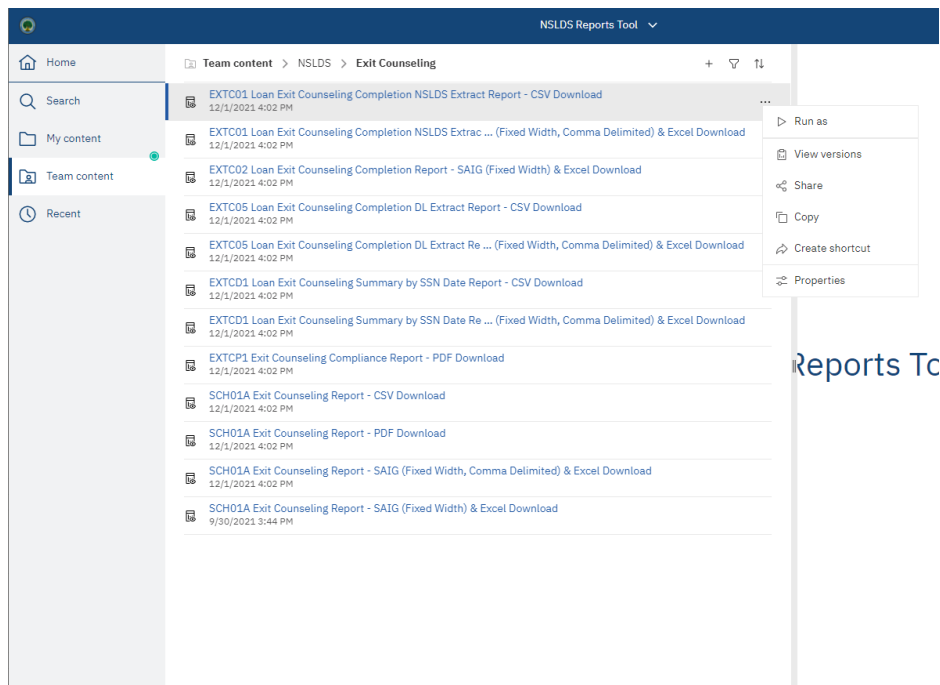 NSLDS Reports Tool
Home
Search
My content
Team content
Recent
Team content > NSLDS > Exit Counseling
EXTC01 Loan Exit Counseling Completion NSLDS Extract Report - CSV Download
12/1/2021 4:02 PM
EXTC01 Loan Exit Counseling Completion NSLDS Extrac ... (Fixed Width, Comma Delimited) & Excel Download
12/1/2021 4:02 PM
EXTC02 Loan Exit Counseling Completion Report - SAIG (Fixed Width) & Excel Download
12/1/2021 4:02 PM
EXTC05 Loan Exit Counseling Completion DL Extract Report - CSV Download
12/1/2021 4:02 PM
EXTC05 Loan Exit Counseling Completion DL Extract Re ... (Fixed Width, Comma Delimited) & Excel Download
12/1/2021 4:02 PM
EXTCD1 Loan Exit Counseling Summary by SSN Date Report - CSV Download
12/1/2021 4:02 PM
EXTCD1 Loan Exit Counseling Summary by SSN Date Re ... (Fixed Width, Comma Delimited) & Excel Download
12/1/2021 4:02 PM
EXTCP1 Exit Counseling Compliance Report - PDF Download
12/1/2021 4:02 PM
SCH01A Exit Counseling Report - CSV Download
12/1/2021 4:02 PM
SCH01A Exit Counseling Report - PDF Download
12/1/2021 4:02 PM
SCH01A Exit Counseling Report - SAIG (Fixed Width, Comma Delimited) & Excel Download
12/1/2021 4:02 PM
SCH01A Exit Counseling Report - SAIG (Fixed Width) & Excel Download
9/30/2021 3:44 PM
Run as
View versions
Share
Copy
Create shortcut
Properties
Reports To